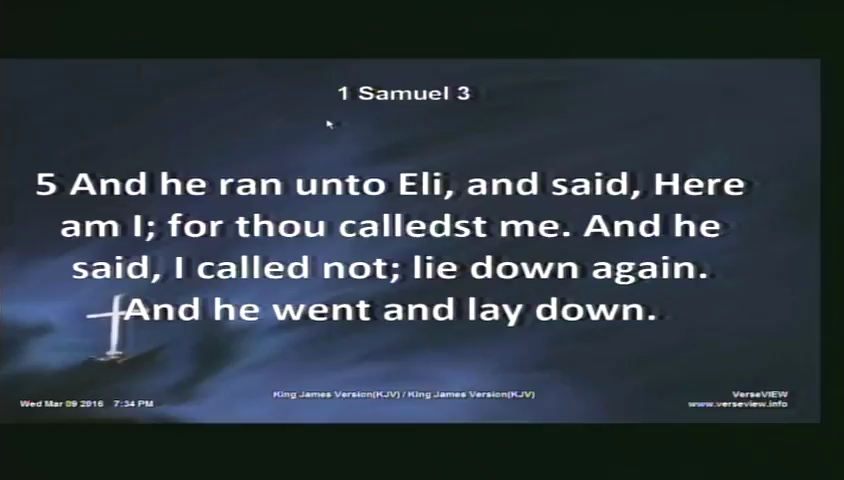 1 Samuel 3
5 And he ran unto Eli, and said, Here
am I; for thou calledst me. And he
said, I called not; lie down again.
And he went and lay down.
King James Version(KJV) / King James Version(KJV)
Wed Mar 09 2016 7:34 PM
VerseVIEW
www.verseview.info